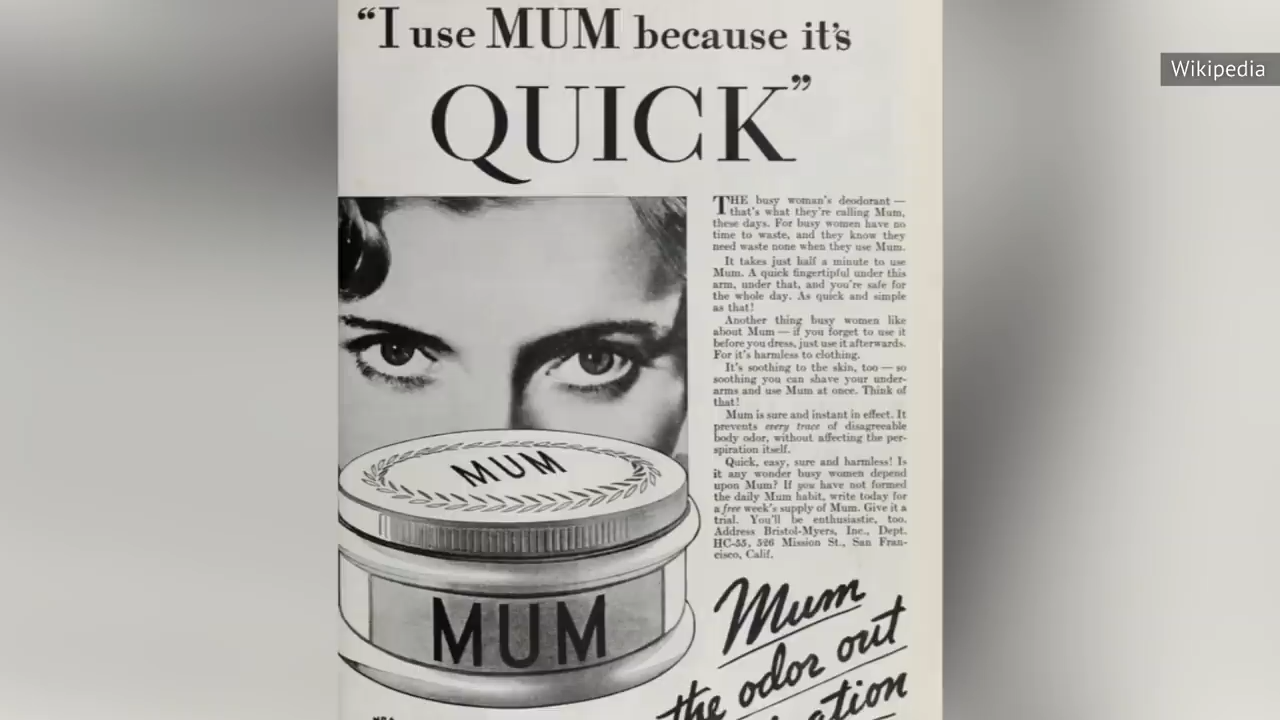 “I use MUM because it’s
QUICK”
Wikipedia
THE busy woman’s deodorant —
that’s what they’re calling Mum,
these days. For busy women have no
time to waste, and they know they
need waste none when they use Mum.
It takes just half a minute to use
Mum. A quick fingertipful under this
arm, under that, and you’re safe for
the whole day. As quick and simple
as that!
Another thing busy women like
about Mum — if you forget to use it
before you dress, just use it afterwards.
For it’s harmless to clothing.
It’s soothing to the skin, too — so
soothing you can shave your under-
arms and use Mum at once. Think of
that!
Mum is sure and instant in effect. It
prevents every trace of disagreeable
body odor, without affecting the per-
spiration itself.
Quick, easy, sure and harmless! Is
it any wonder busy women depend
upon Mum? If you have not formed
the daily Mum habit, write today for
a free week’s supply of Mum. Give it a
trial. You’ll be enthusiastic, too.
Address Bristol-Myers, Inc., Dept.
HC-55, 526 Mission St., San Fran-
cisco, Calif.
MUM
MUM
Mum
the odor out